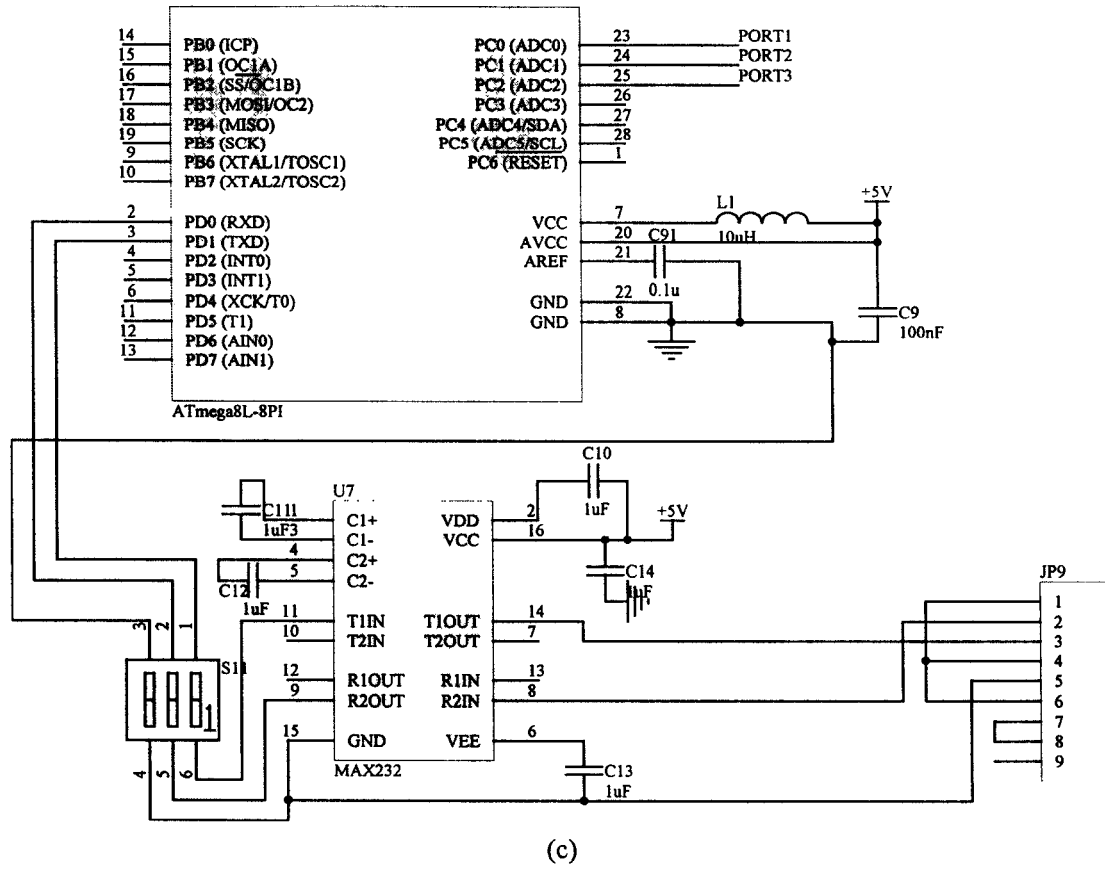 14 PB0 (ICP) PC0 (ADC0) 23 PORT1
15 PB1 (OC1A) PC1 (ADC1) 24 PORT2
16 PB2 (SS/OC1B) PC2 (ADC2) 25 PORT3
17 PB3 (MOSI/OC2) PC3 (ADC3) 26
18 PB4 (MISO) PC4 (ADC4/SDA) 27
19 PB5 (SCK) PC5 (ADC5/SCL) 28
9 PB6 (XTAL1/TOSC1) PC6 (RESET) 1
10 PB7 (XTAL2/TOSC2)
+5V
L1
2 PD0 (RXD) VCC 7
3 PD1 (TXD) AVCC 20 C91 10uH
4 PD2 (INT0) AREF 21
5 PD3 (INT1) 0.1u
6 PD4 (XCK/T0) GND 22
11 PD5 (T1) GND 8 C9
12 PD6 (AIN0) 100nF
13 PD7 (AIN1)
ATmega8L-8PI
C10
U7
1uF
C11 1 C1+ VDD 2 +5V
1uF 3 C1- VCC 16
4 C2+
C12 5 C2- C14
1uF 1uF JP9
1
11 T1IN T1OUT 14 2
10 T2IN T2OUT 7 3
3 2 1
4
S11
12 R1OUT R1IN 13 5
9 R2OUT R2IN 8 6
1
7
15 GND VEE 6 8
9
MAX232
4 5 6
C13
1uF
(c)